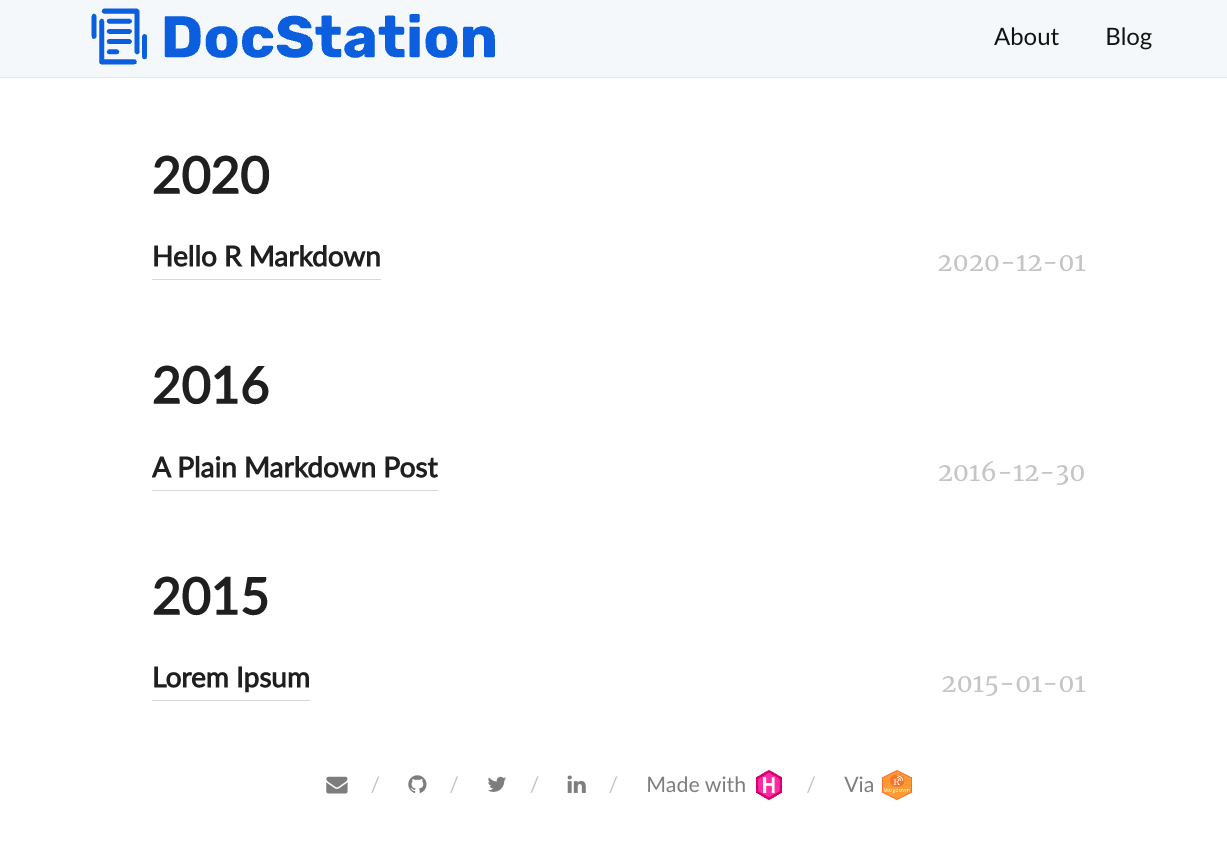 DocStation
About Blog
2020
Hello R Markdown 2020-12-01
2016
A Plain Markdown Post 2016-12-30
2015
Lorem Ipsum 2015-01-01
/ / / in / Made with H / Via